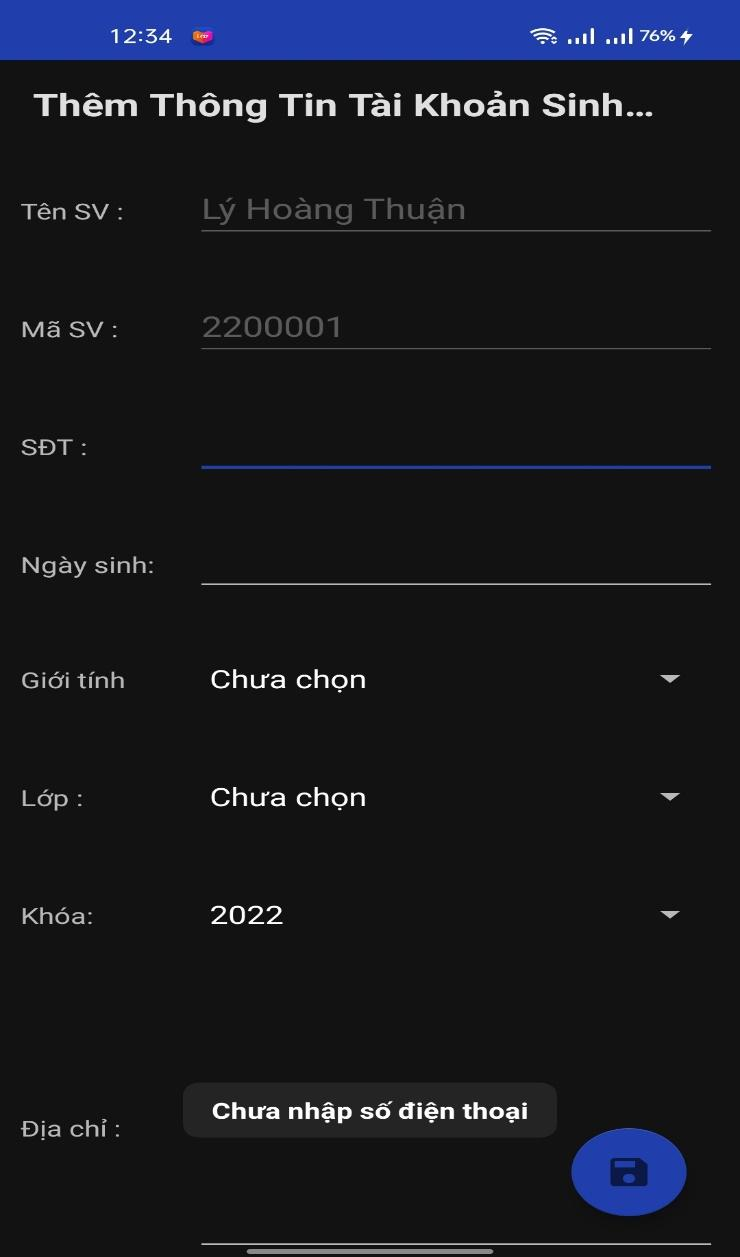 12:34 76%
Thêm Thông Tin Tài Khoản Sinh...
Tên SV : Lý Hoàng Thuận
Mã SV : 2200001
SĐT :
Ngày sinh:
Giới tính Chưa chọn
Lớp : Chưa chọn
Khóa: 2022
Chưa nhập số điện thoại
Địa chỉ :